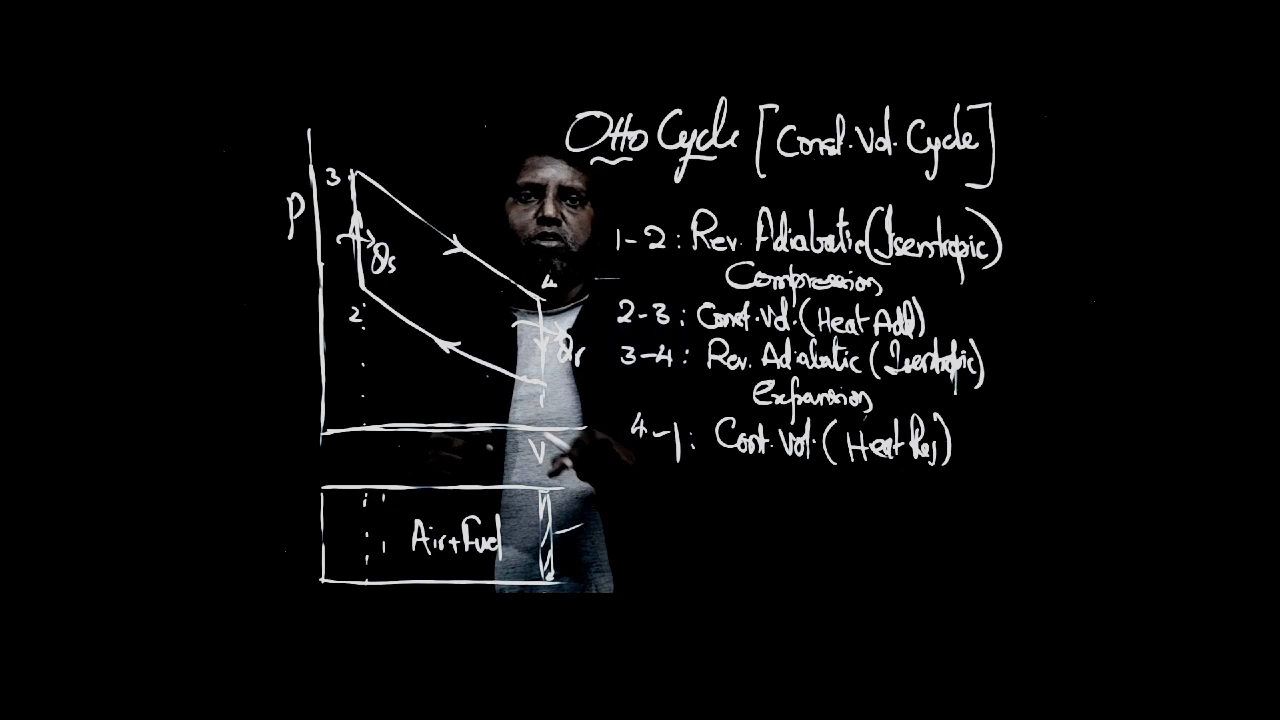 Otto Cycle [Const. Vol. Cycle]
1-2 : Rev. Adiabatic (Isentropic)
Compression
2-3 : Const. Vol. (Heat Add)
3-4 : Rev. Adiabatic (Isentropic)
Expansion
4-1 : Const. Vol. (Heat Rej)
P
3
Qs
4
2
Qr
1
V
Air+Fuel